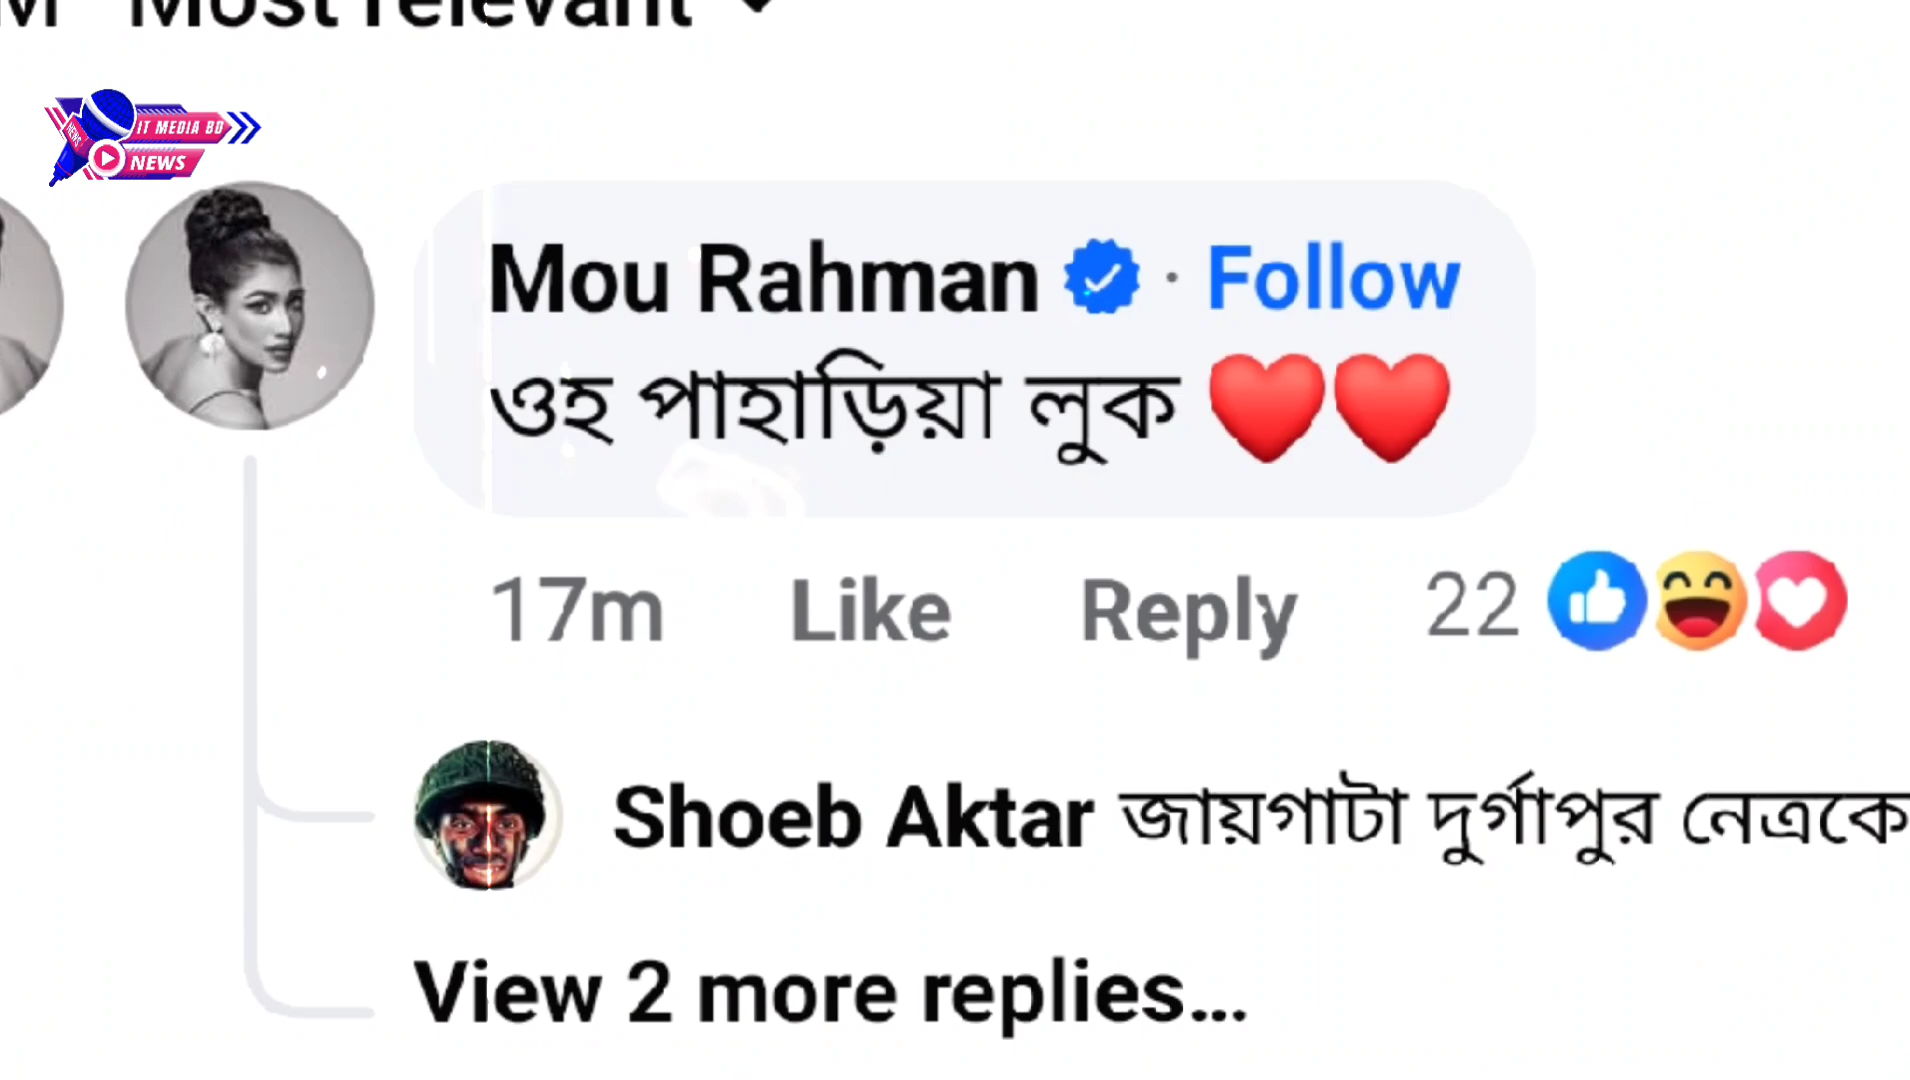 Most relevant
IT MEDIA BD
NEWS
NEWS
Mou Rahman · Follow
ওহ পাহাড়িয়া লুক ❤️❤️
17m Like Reply 22
Shoeb Aktar জায়গাটা দুর্গাপুর নেত্রকে
View 2 more replies...